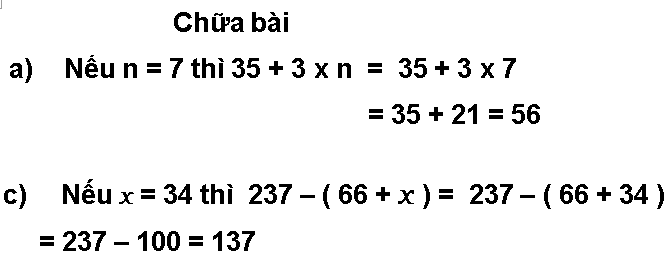 Chữa bài
a) Nếu n = 7 thì 35 + 3 x n = 35 + 3 x 7
= 35 + 21 = 56
c) Nếu x = 34 thì 237 – ( 66 + x ) = 237 – ( 66 + 34 )
= 237 – 100 = 137